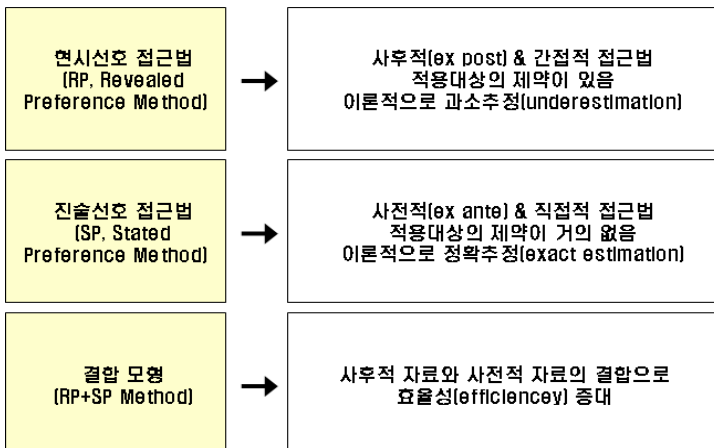 현시선호 접근법
(RP, Revealed
Preference Method)
사후적(ex post) & 간접적 접근법
적용대상의 제약이 있음
이론적으로 과소추정(underestimation)
진술선호 접근법
(SP, Stated
Preference Method)
사전적(ex ante) & 직접적 접근법
적용대상의 제약이 거의 없음
이론적으로 정확추정(exact estimation)
결합 모형
(RP+SP Method)
사후적 자료와 사전적 자료의 결합으로
효율성(efficiencey) 증대